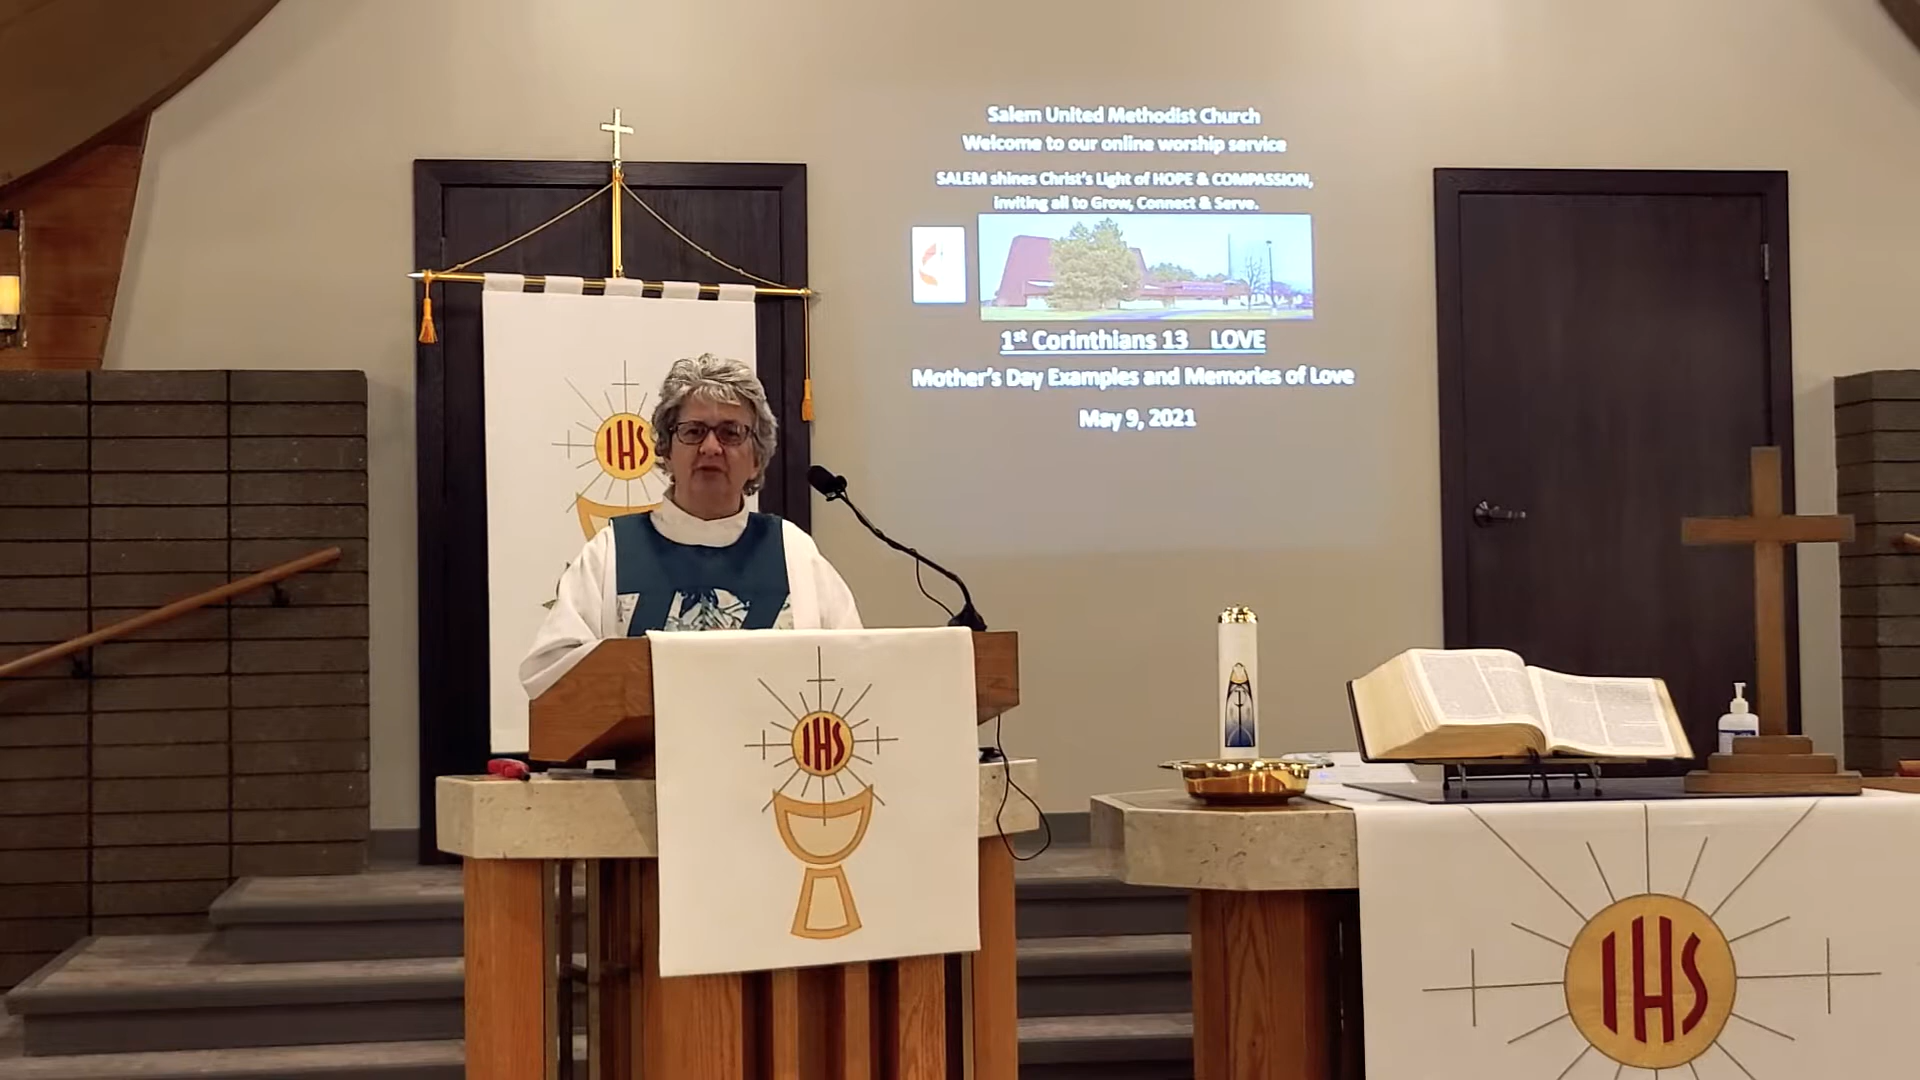 Salem United Methodist Church
Welcome to our online worship service
SALEM shines Christ's Light of HOPE & COMPASSION,
inviting all to Grow, Connect & Serve.
1st Corinthians 13 LOVE
Mother's Day Examples and Memories of Love
May 9, 2021
IHS
IHS
IHS